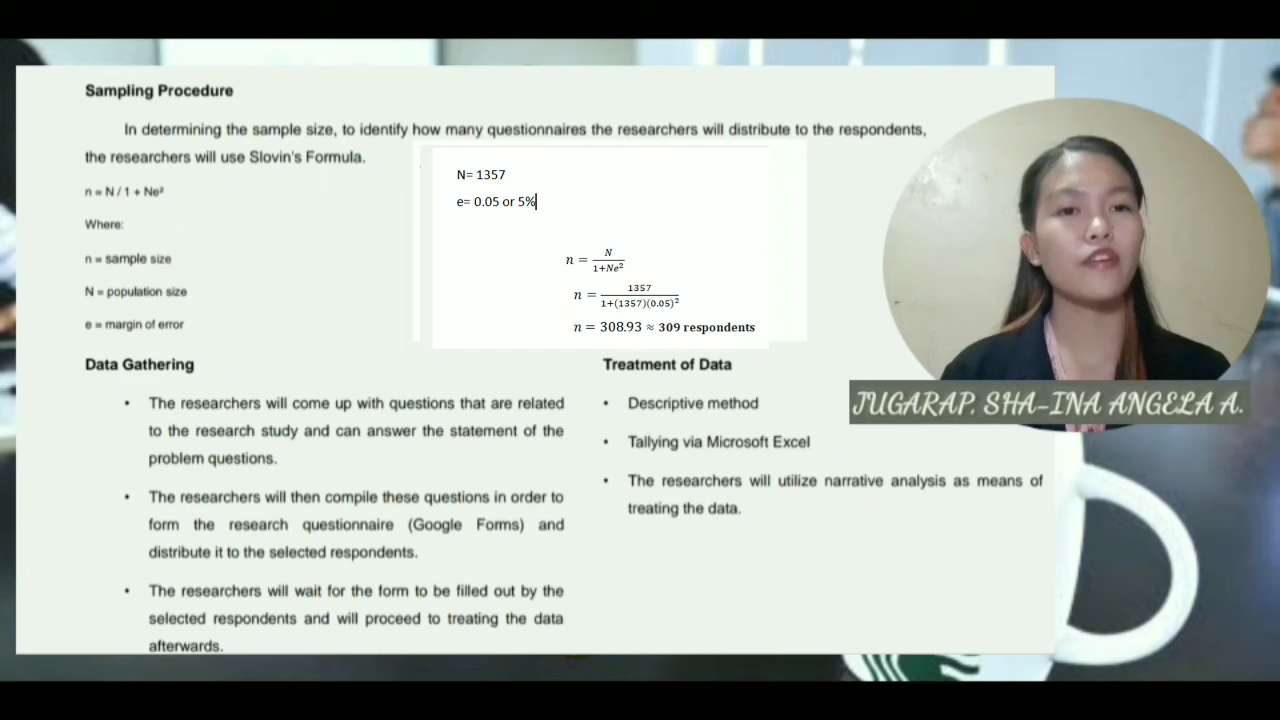 Sampling Procedure
In determining the sample size, to identify how many questionnaires the researchers will distribute to the respondents,
the researchers will use Slovin's Formula.
n = N / 1 + Ne²
Where:
n = sample size
N = population size
e = margin of error
N= 1357
e= 0.05 or 5%
n = N / 1+Ne²
n = 1357 / 1+(1357)(0.05)²
n = 308.93 ≈ 309 respondents
Data Gathering
• The researchers will come up with questions that are related
to the research study and can answer the statement of the
problem questions.
• The researchers will then compile these questions in order to
form the research questionnaire (Google Forms) and
distribute it to the selected respondents.
• The researchers will wait for the form to be filled out by the
selected respondents and will proceed to treating the data
afterwards.
Treatment of Data
• Descriptive method
• Tallying via Microsoft Excel
• The researchers will utilize narrative analysis as means of
treating the data.
JUGARAP, SHA-INA ANGELA A.